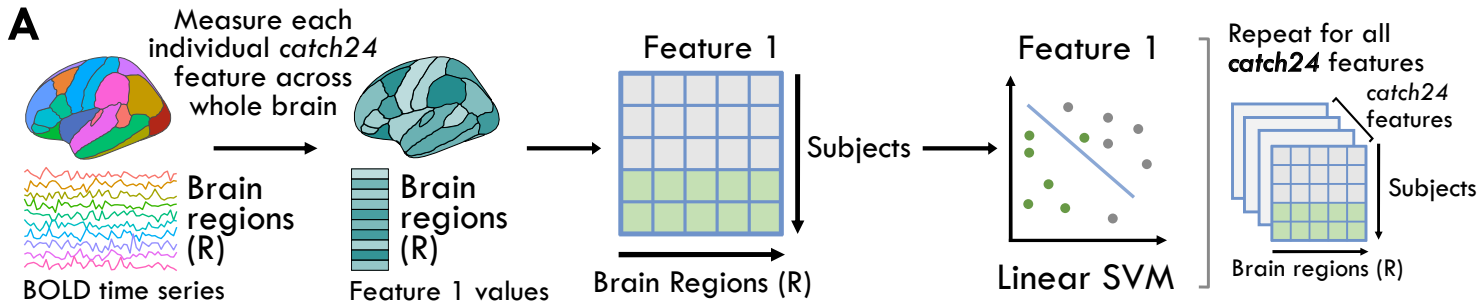 A
Measure each
individual catch24
feature across
whole brain
Brain
regions
(R)
BOLD time series
Brain
regions
(R)
Feature 1 values
Feature 1
Subjects
Brain Regions (R)
Feature 1
Linear SVM
Repeat for all
catch24 features
catch24
features
Subjects
Brain regions (R)